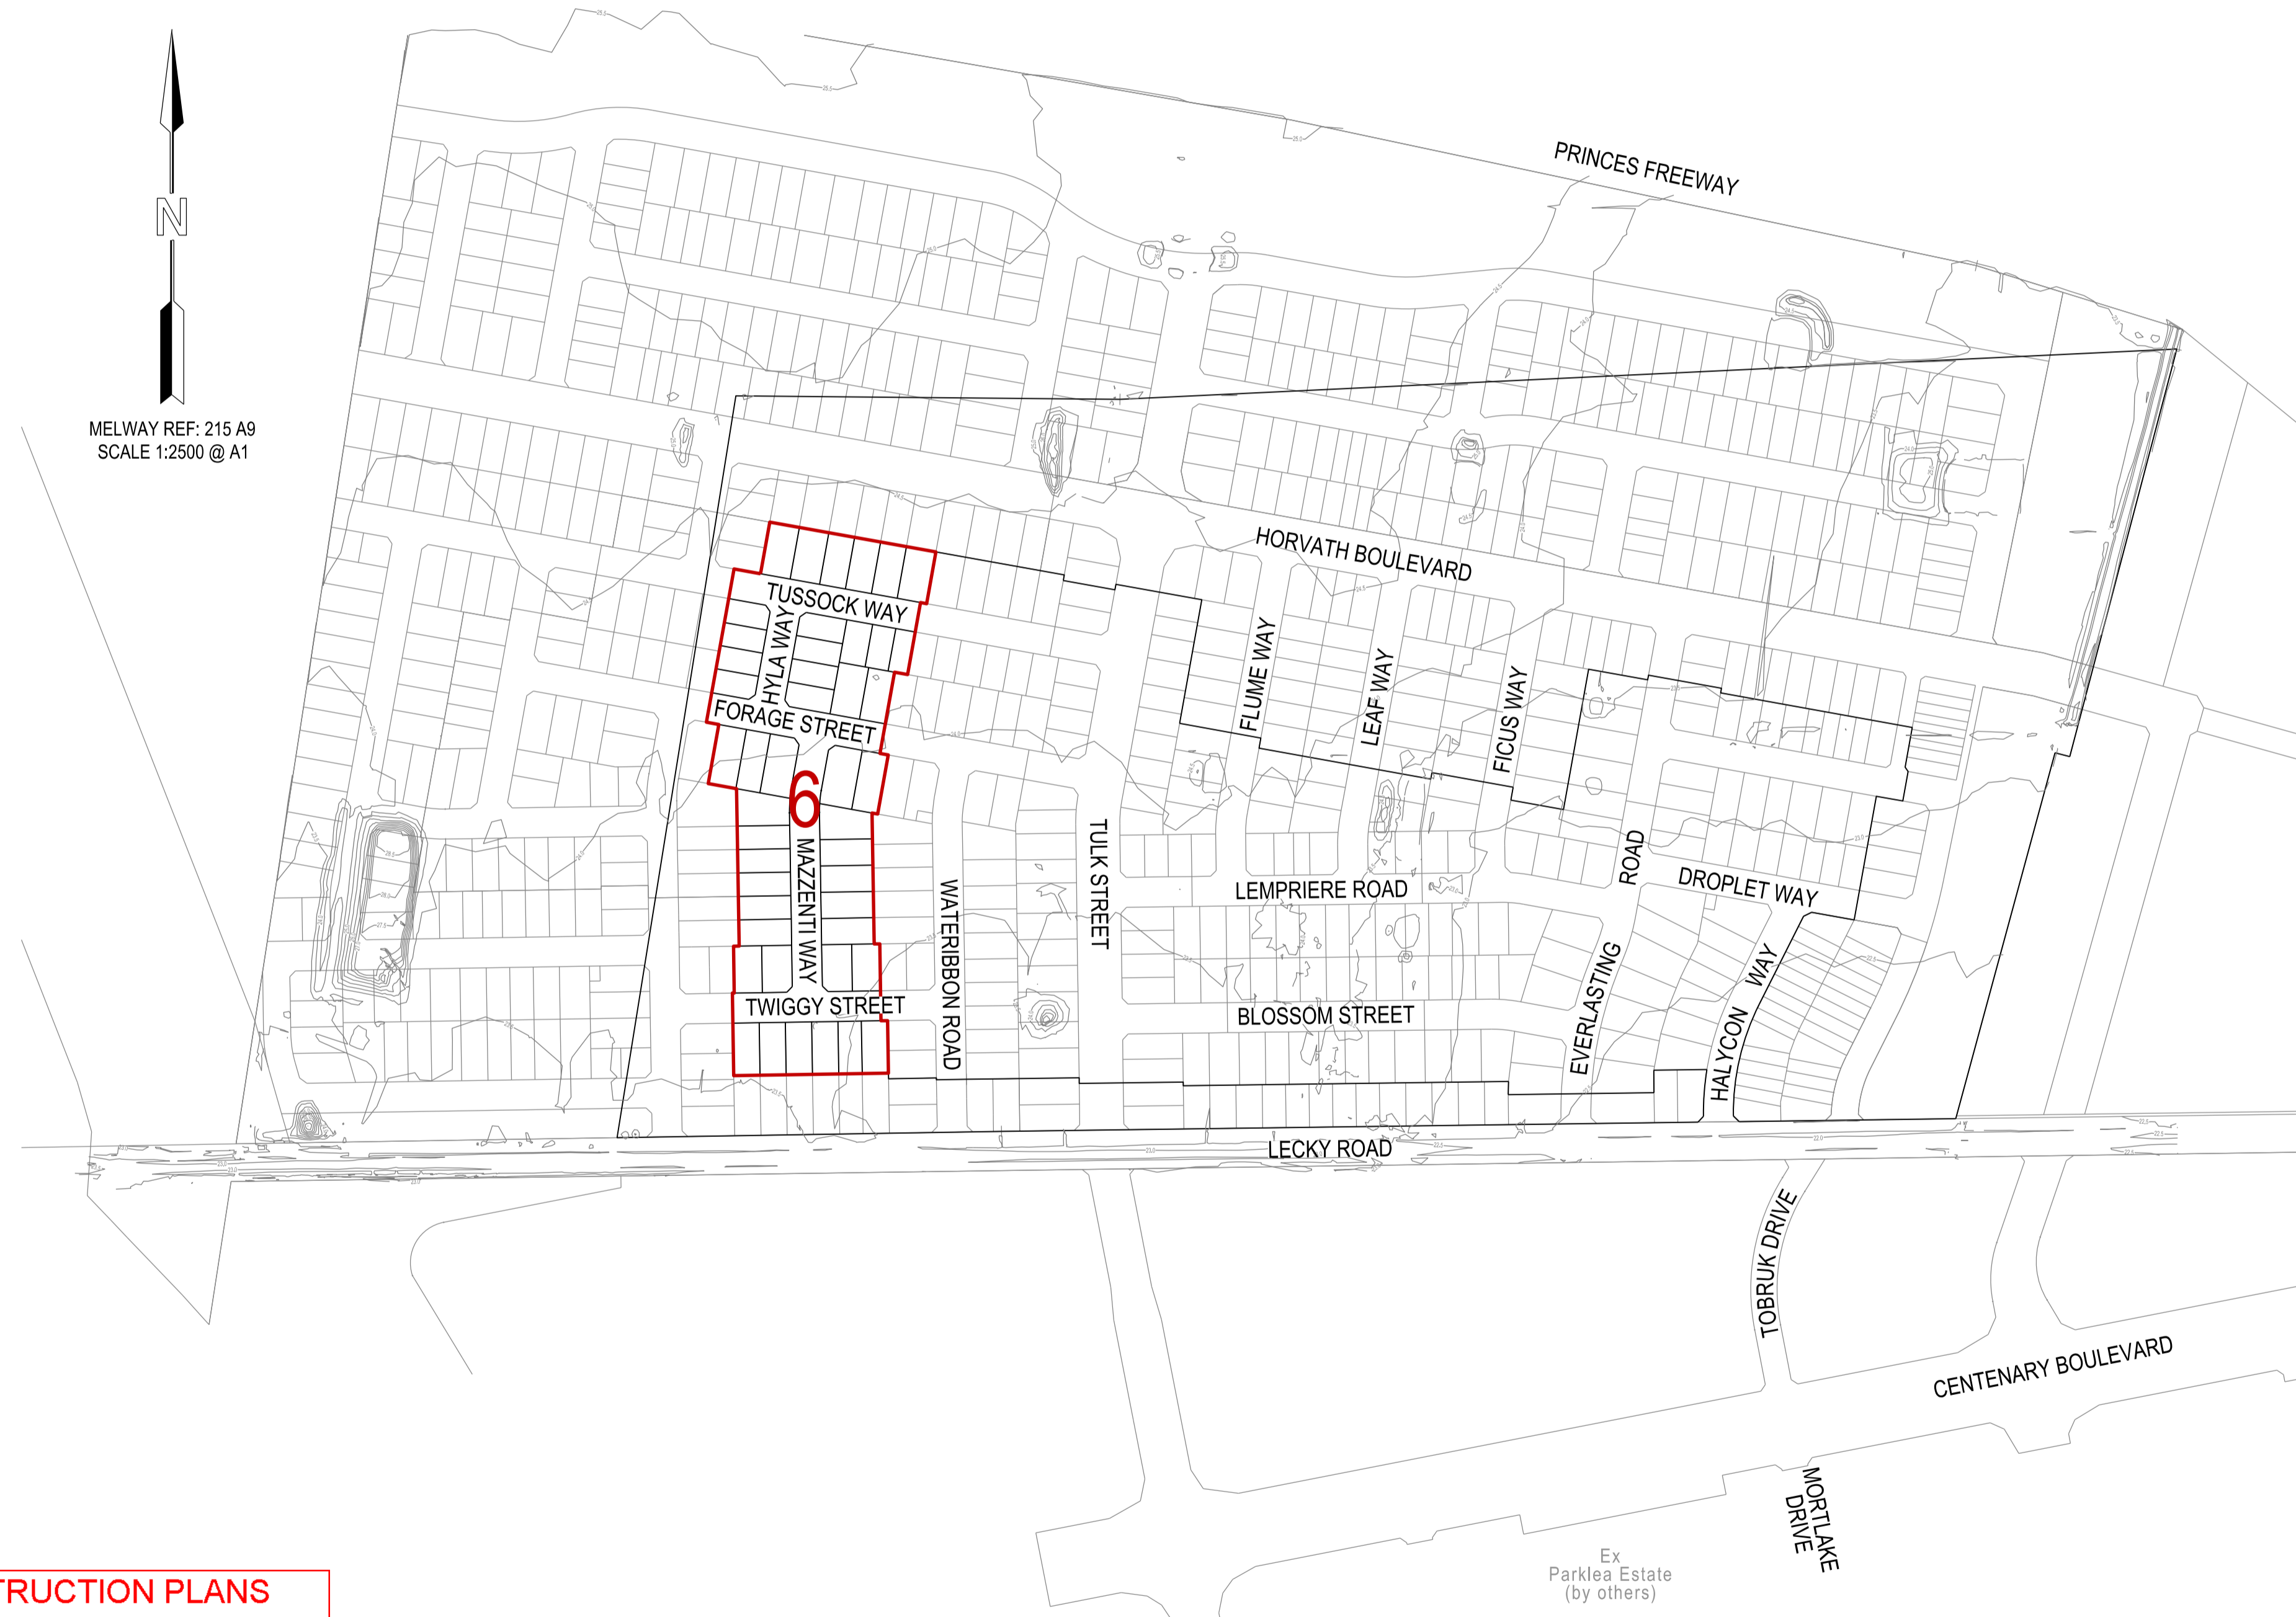 PRINCES FREEWAY
N
MELWAY REF: 215 A9
SCALE 1:2500 @ A1
HORVATH BOULEVARD
TUSSOCK WAY
HYLA WAY
FLUME WAY
LEAF WAY
FICUS WAY
FORAGE STREET
6
MAZZENTI WAY
WATERIBBON ROAD
TULK STREET
LEMPRIERE ROAD
EVERLASTING ROAD
DROPLET WAY
HALYCON WAY
TWIGGY STREET
BLOSSOM STREET
LECKY ROAD
TOBRUK DRIVE
CENTENARY BOULEVARD
MORTLAKE
DRIVE
Ex
Parklea Estate
(by others)
TRUCTION PLANS